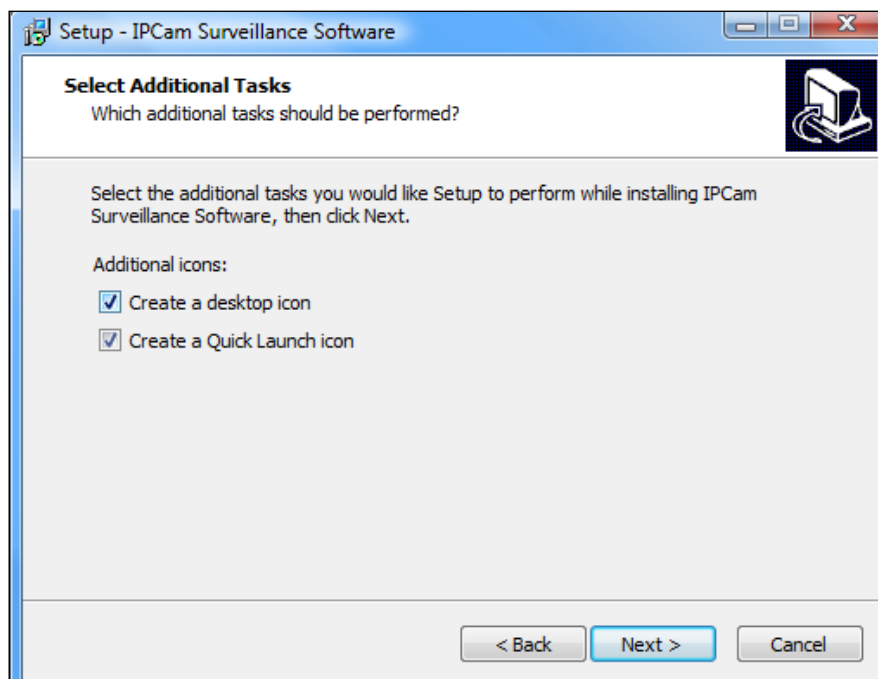 Setup - IPCam Surveillance Software
Select Additional Tasks
Which additional tasks should be performed?
Select the additional tasks you would like Setup to perform while installing IPCam
Surveillance Software, then click Next.
Additional icons:
Create a desktop icon
Create a Quick Launch icon
< Back
Next >
Cancel